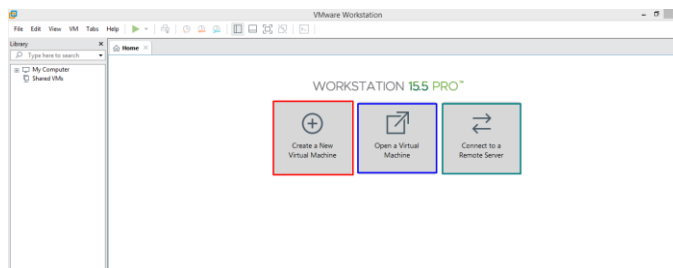 VMware Workstation
File Edit View VM Tabs Help
Library
Home
Type here to search
My Computer
Shared VMs
WORKSTATION 15.5 PRO™
Create a New
Virtual Machine
Open a Virtual
Machine
Connect to a
Remote Server